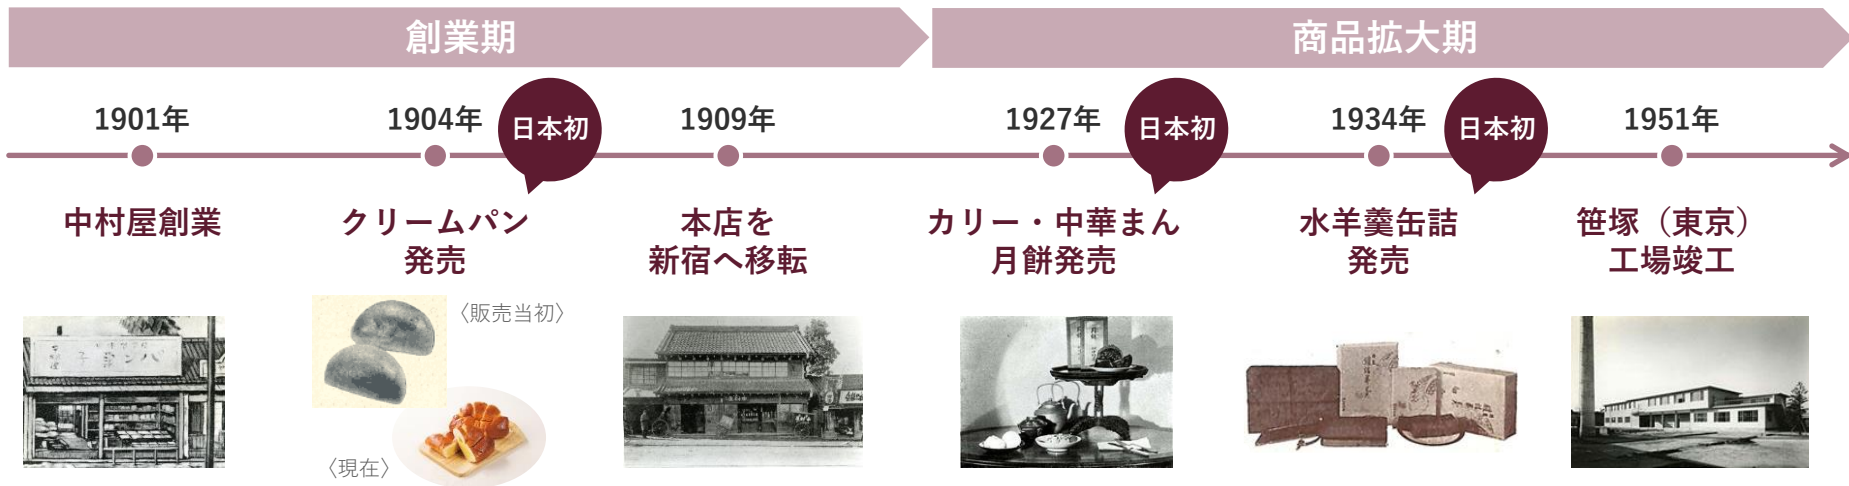 創業期
商品拡大期
1901年
中村屋創業
1904年
日本初
クリームパン
発売
〈販売当初〉
〈現在〉
1909年
本店を
新宿へ移転
1927年
日本初
カリー・中華まん
月餅発売
1934年
日本初
水羊羹缶詰
発売
1951年
笹塚（東京）
工場竣工